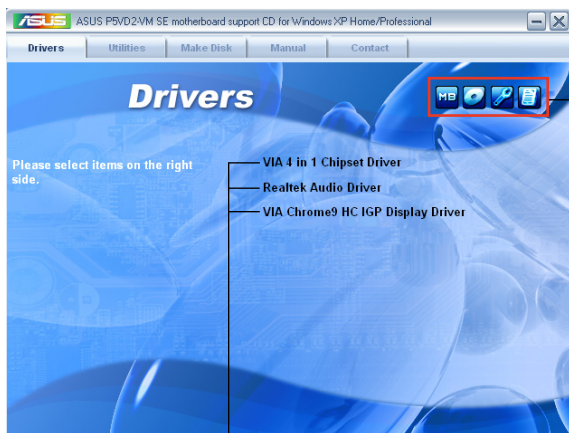 ASUS ASUS P5VD2-VM SE motherboard support CD for Windows XP Home/Professional
Drivers Utilities Make Disk Manual Contact
Drivers
MB
Please select items on the right
side.
VIA 4 in 1 Chipset Driver
Realtek Audio Driver
VIA Chrome9 HC IGP Display Driver